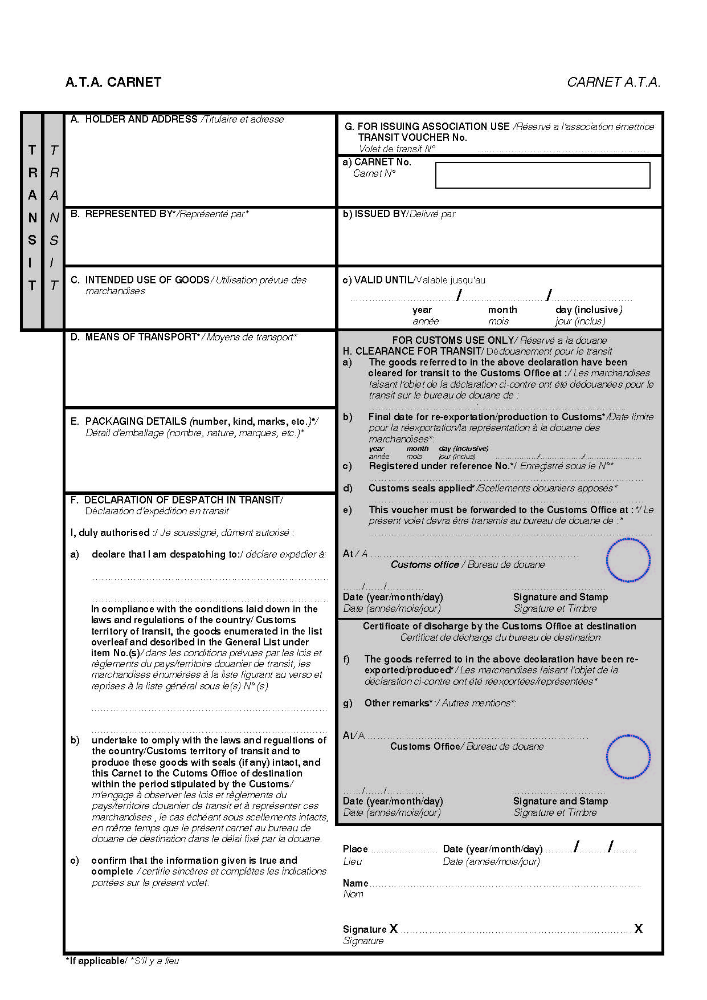 A.T.A. CARNET
CARNET A.T.A.
T R A N S I T
T R A N S I T
A. HOLDER AND ADDRESS /Titulaire et adresse
G. FOR ISSUING ASSOCIATION USE /Réservé a l'association émettrice
TRANSIT VOUCHER No.
Volet de transit N° ........................................................
a) CARNET No.
Carnet N°
B. REPRESENTED BY*/Représenté par*
b) ISSUED BY/Delivré par
C. INTENDED USE OF GOODS/ Utilisation prévue des
marchandises
c) VALID UNTIL/Valable jusqu'au
................................../.........................../..........................
year month day (inclusive)
année mois jour (inclus)
D. MEANS OF TRANSPORT*/ Moyens de transport*
E. PACKAGING DETAILS (number, kind, marks, etc.)*/
Détail d'emballage (nombre, nature, marques, etc.)*
F. DECLARATION OF DESPATCH IN TRANSIT/
Déclaration d'expédition en transit
I, duly authorised :/ Je soussigné, dûment autorisé :
a) declare that I am despatching to:/ déclare expédier à:
...........................................................................
...........................................................................
In compliance with the conditions laid down in the
laws and regulations of the country/ Customs
territory of transit, the goods enumerated in the list
overleaf and described in the General List under
item No.(s)/ dans les conditions prévues par les lois et
règlements du pays/territoire douanier de transit, les
marchandises énumérées à la liste figurant au verso et
reprises à la liste général sous le(s) N° (s)
...........................................................................
...........................................................................
b) undertake to omply with the laws and regualtions of
the country/Customs territory of transit and to
produce these goods with seals (if any) intact, and
this Carnet to the Cutoms Office of destination
within the period stipulated by the Customs/
m'engage à observer les lois et règlements du
pays/territoire douanier de transit et à représenter ces
marchandises , le cas échéant sous scellements intacts,
en même temps que le présent carnet au bureau de
douane de destination dans le délai fixé par la douane.
c) confirm that the information given is true and
complete / certifie sincères et complètes les indications
portées sur le présent volet.
FOR CUSTOMS USE ONLY/ Réservé a la douane
H. CLEARANCE FOR TRANSIT/ Dédouanement pour le transit
a) The goods referred to in the above declaration have been
cleared for transit to the Customs Office at :/ Les marchandises
faisant l'objet de la déclaration ci-contre ont été dédouanées pour le
transit sur le bureau de douane de :
...........................................................................
b) Final date for re-exportation/production to Customs*/Date limite
pour la réexportation/la représentation à la douane des
marchandises*:
year month day (inclusive)
année mois jour (inclus) ................../.................../.........................
c) Registered under reference No.*/ Enregistré sous le N°*
...........................................................................
d) Customs seals applied*/Scellements douaniers apposés*
...........................................................................
e) This voucher must be forwarded to the Customs Office at :*/ Le
présent volet devra être transmis au bureau de douane de :*
...........................................................................
At / A ..................................................................
Customs office / Bureau de douane
....../....../............ ..............................
Date (year/month/day) Signature and Stamp
Date (année/mois/jour) Signature et Timbre
Certificate of discharge by the Customs Office at destination
Certificat de décharge du bureau de destination
f) The goods referred to in the above declaration have been re-
exported/produced*/ Les marchandises faisant l'objet de la
déclaration ci-contre ont été réexportées/représentées*
g) Other remarks*:/ Autres mentions*:
At/ A ......................................................................
Customs Office/ Bureau de douane
....../....../............ ..............................
Date (year/month/day) Signature and Stamp
Date (année/mois/jour) Signature et Timbre
Place ........................ Date (year/month/day) ........./........../........
Lieu Date (année/mois/jour)
Name......................................................................................
Nom
Signature X .......................................................................... X
Signature
*If applicable/ *S'il y a lieu